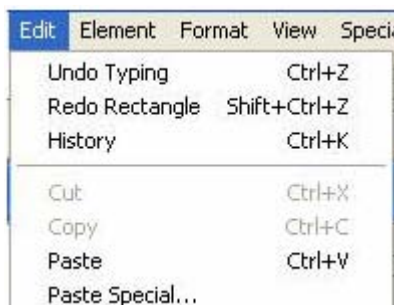 Edit Element Format View Speci
Undo Typing Ctrl+Z
Redo Rectangle Shift+Ctrl+Z
History Ctrl+K
Cut Ctrl+X
Copy Ctrl+C
Paste Ctrl+V
Paste Special...